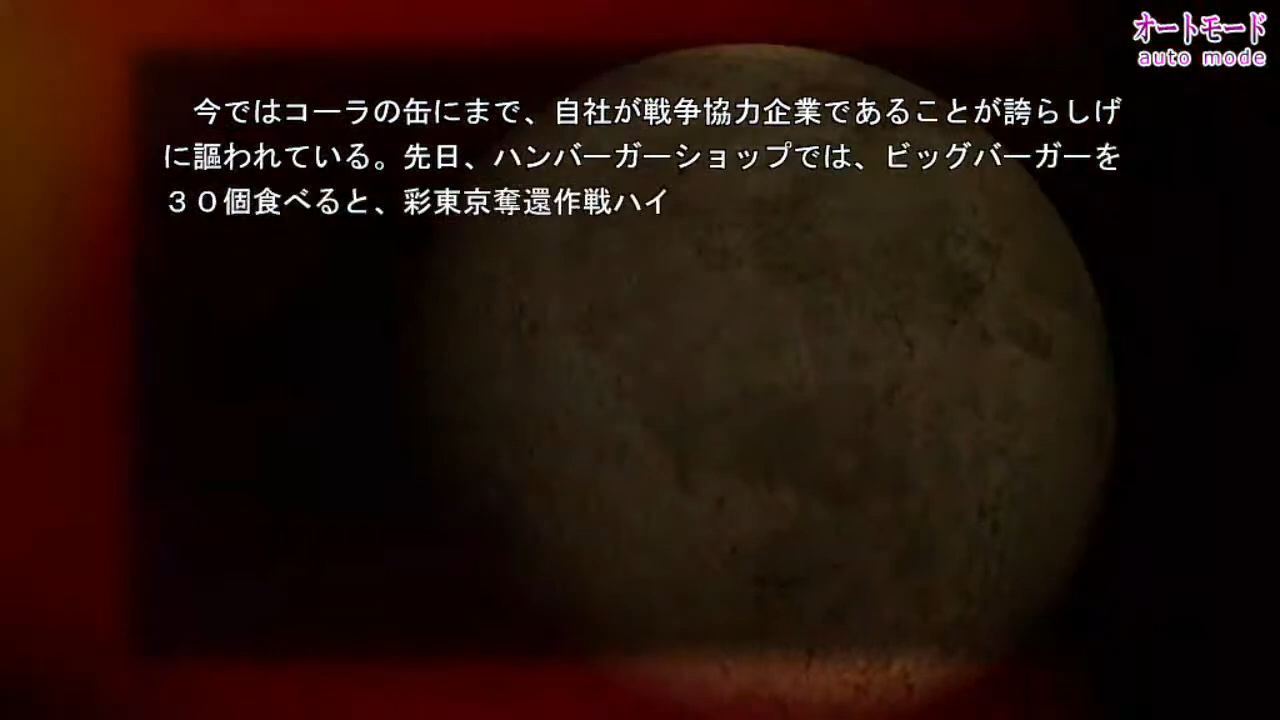 オートモード
auto mode
今ではコーラの缶にまで、自社が戦争協力企業であることが誇らしげ
に謳われている。先日、ハンバーガーショップでは、ビッグバーガーを
３０個食べると、彩東京奪還作戦ハイ